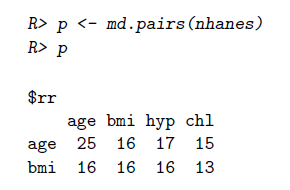 R> p <- md.pairs(nhanes)
R> p
$rr
age bmi hyp chl
age 25 16 17 15
bmi 16 16 16 13